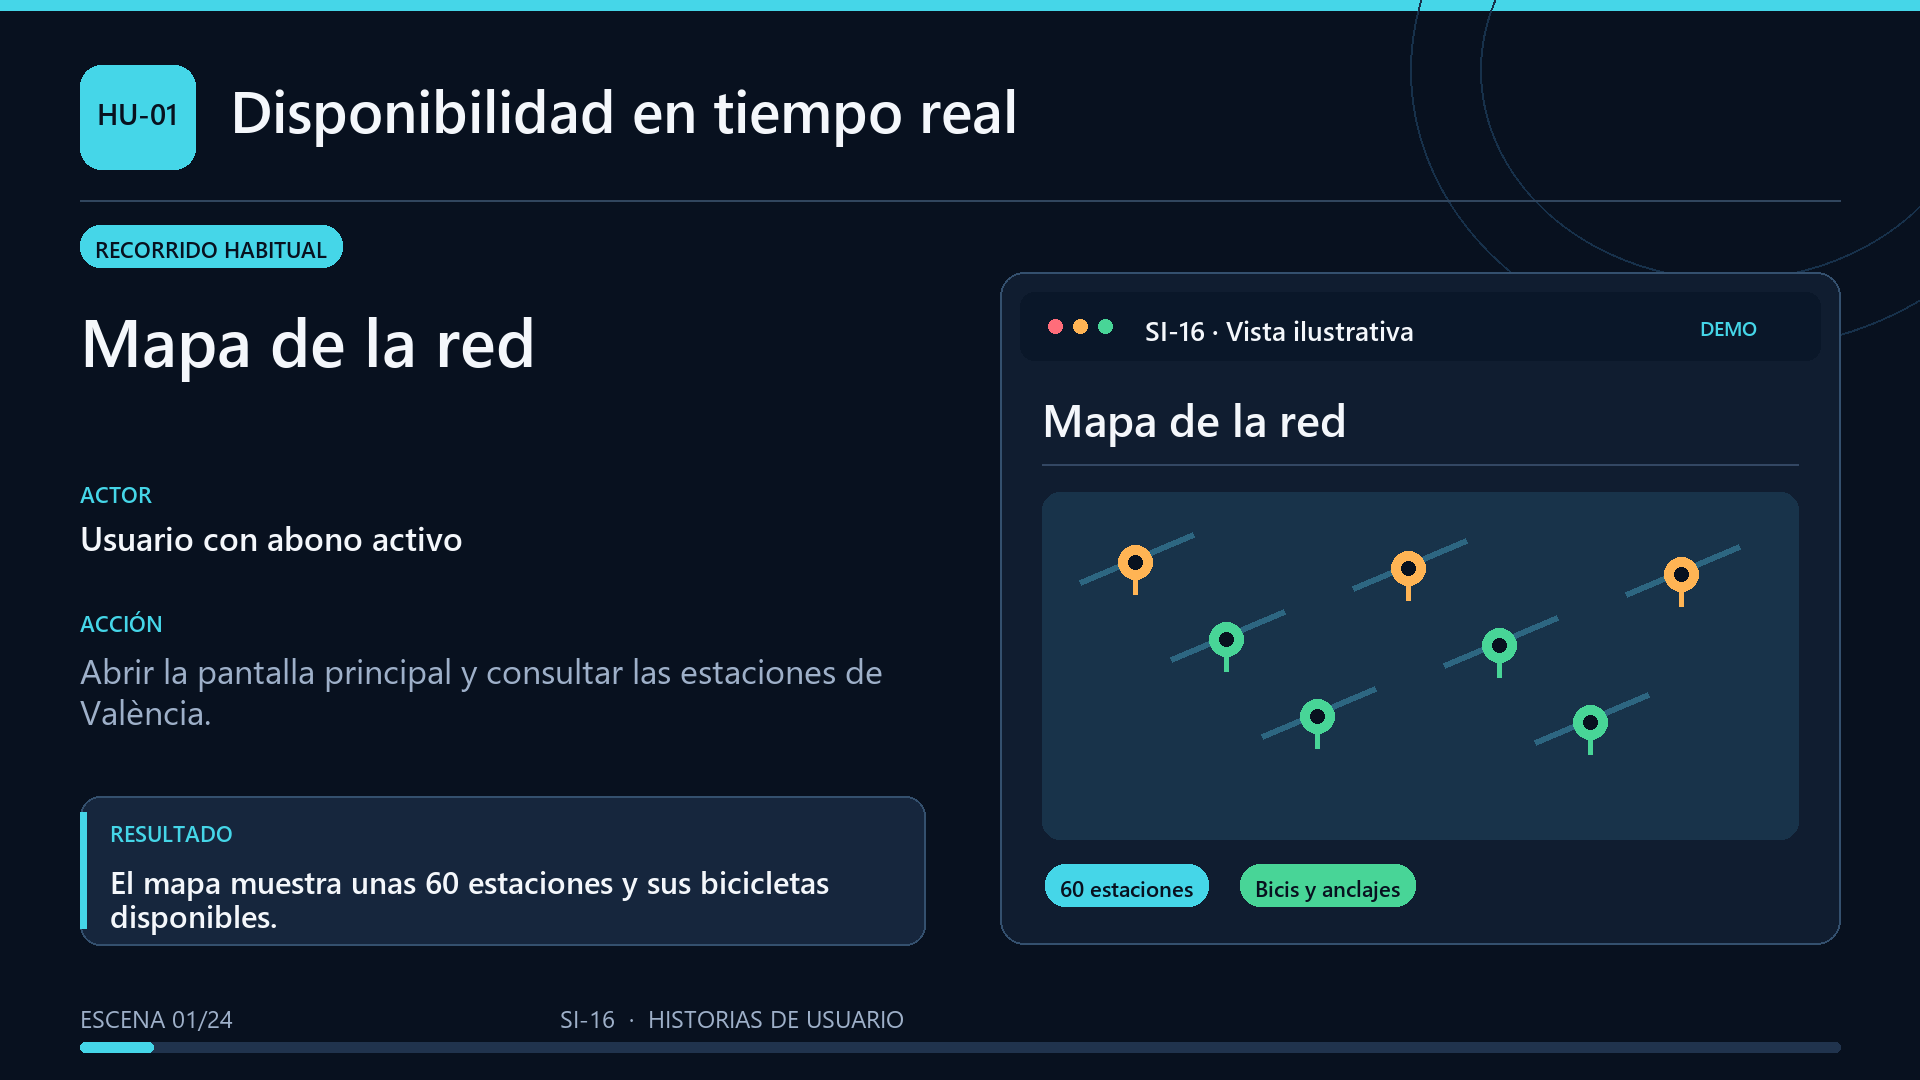 HU-01
Disponibilidad en tiempo real
RECORRIDO HABITUAL
Mapa de la red
ACTOR
Usuario con abono activo
ACCIÓN
Abrir la pantalla principal y consultar las estaciones de
València.
RESULTADO
El mapa muestra unas 60 estaciones y sus bicicletas
disponibles.
SI-16 · Vista ilustrativa
DEMO
Mapa de la red
60 estaciones
Bicis y anclajes
ESCENA 01/24
SI-16 · HISTORIAS DE USUARIO